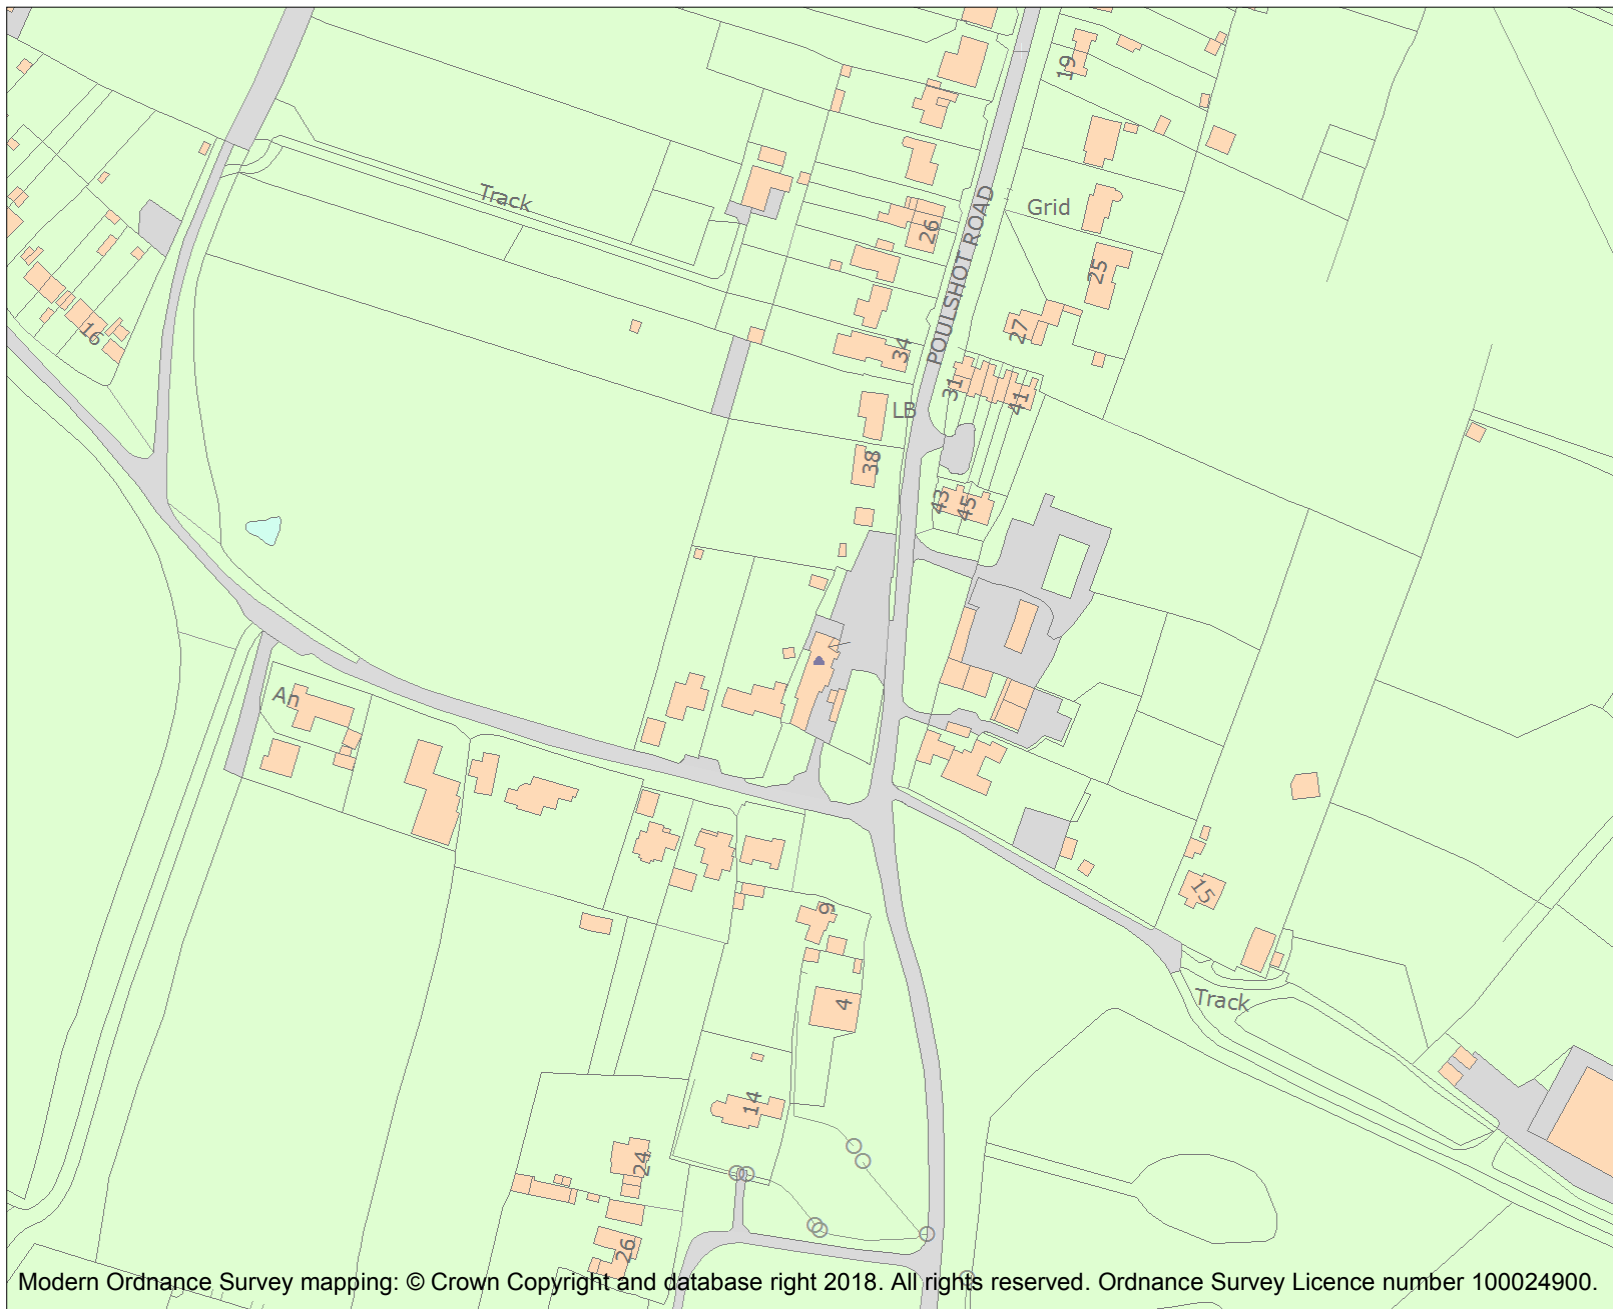 19
Track
Grid
26
POULSHOT ROAD
25
16
27
34
31
41
LB
38
43
45
An
15
9
4
Track
14
24
26
Modern Ordnance Survey mapping: © Crown Copyright and database right 2018. All rights reserved. Ordnance Survey Licence number 100024900.